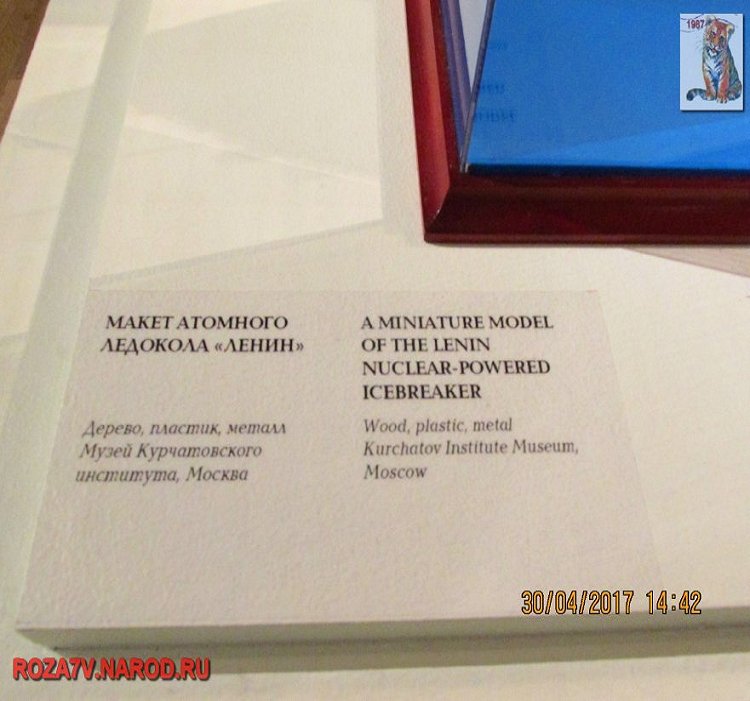 1987
МАКЕТ АТОМНОГО
ЛЕДОКОЛА «ЛЕНИН»
Дерево, пластик, металл
Музей Курчатовского
института, Москва
A MINIATURE MODEL
OF THE LENIN
NUCLEAR-POWERED
ICEBREAKER
Wood, plastic, metal
Kurchatov Institute Museum,
Moscow
30/04/2017 14:42
ROZA7V.NAROD.RU